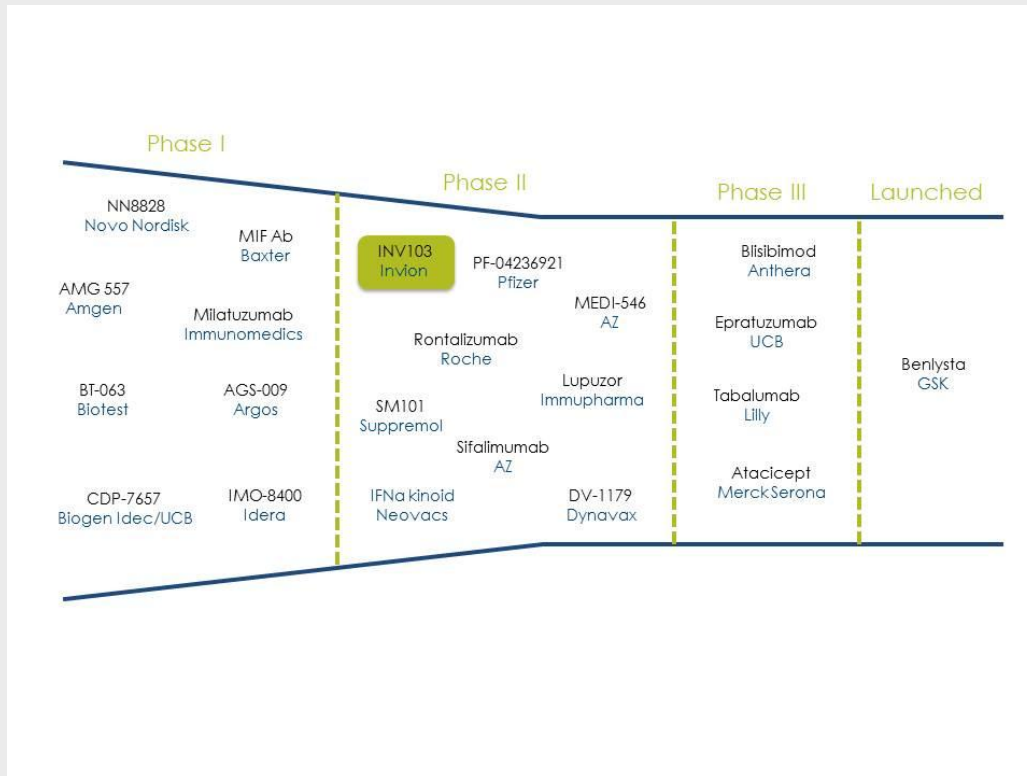 Phase I
NN8828
Novo Nordisk
MIF Ab
Baxter
AMG 557
Amgen
Milatuzumab
Immunomedics
BT-063
Biotest
AGS-009
Argos
CDP-7657
Biogen Idec/UCB
IMO-8400
Idera
Phase II
INV103
Invion
PF-04236921
Pfizer
MEDI-546
AZ
Rontalizumab
Roche
Lupuzor
Immupharma
SM101
Suppremol
Sifalimumab
AZ
IFNa kinoid
Neovacs
DV-1179
Dynavax
Phase III
Blisibimod
Anthera
Epratuzumab
UCB
Tabalumab
Lilly
Atacicept
MerckSerona
Launched
Benlysta
GSK